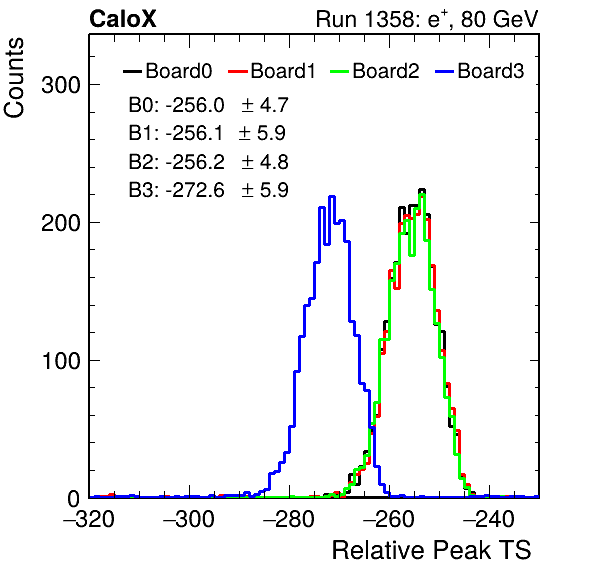 CaloX Run 1358: e⁺, 80 GeV
Counts
Board0 Board1 Board2 Board3
B0: -256.0 ± 4.7
B1: -256.1 ± 5.9
B2: -256.2 ± 4.8
B3: -272.6 ± 5.9
300
200
100
0
−320 −300 −280 −260 −240
Relative Peak TS